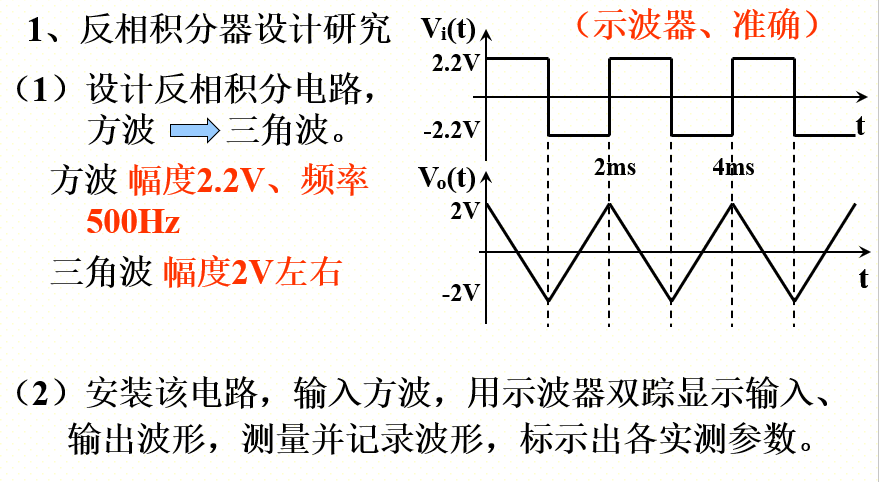 1、反相积分器设计研究
（1）设计反相积分电路，
方波 三角波。
方波 幅度2.2V、频率
500Hz
三角波 幅度2V左右
（示波器、准确）
Vi(t)
2.2V
-2.2V
t
2ms
4ms
Vo(t)
2V
-2V
t
（2）安装该电路，输入方波，用示波器双踪显示输入、
输出波形，测量并记录波形，标示出各实测参数。